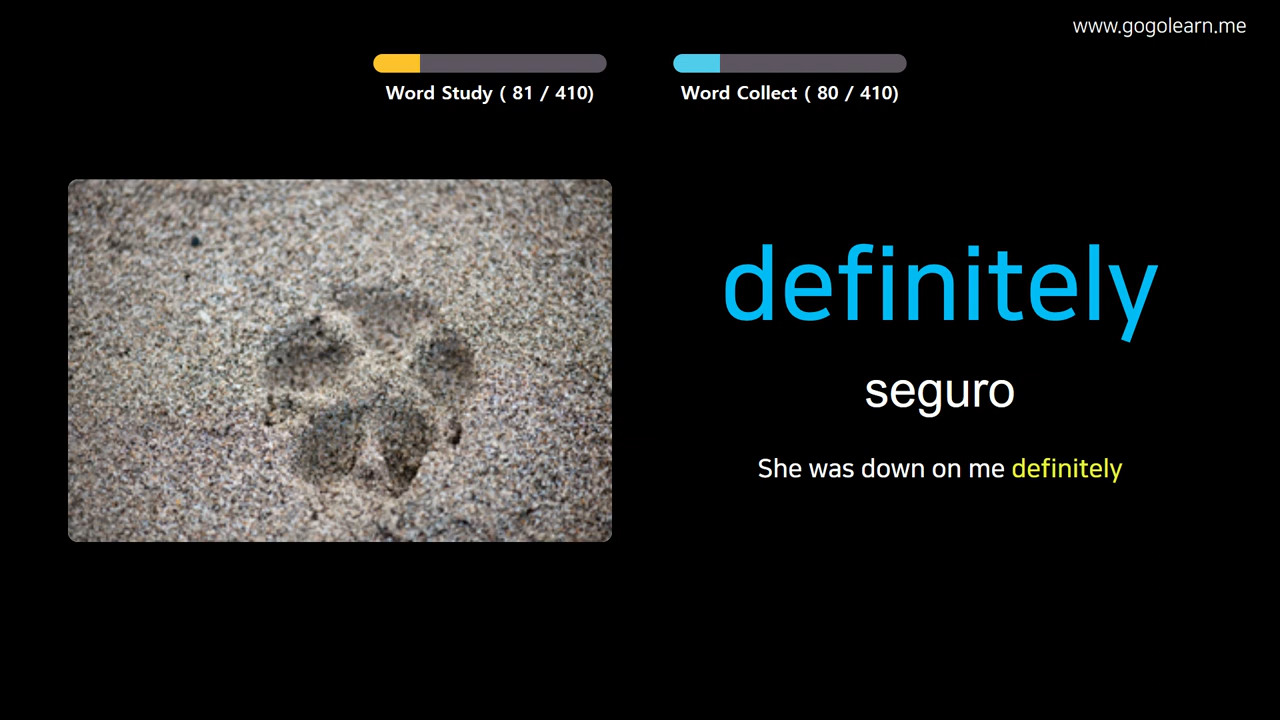 www.gogolearn.me
Word Study ( 81 / 410)
Word Collect ( 80 / 410)
definitely
seguro
She was down on me definitely